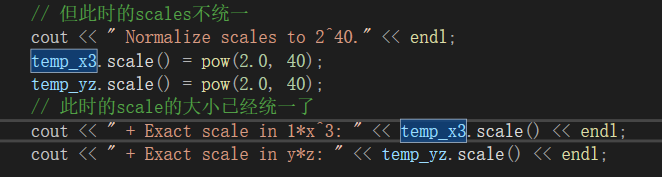 // 但此时的scales不统一
cout << " Normalize scales to 2^40." << endl;
temp_x3.scale() = pow(2.0, 40);
temp_yz.scale() = pow(2.0, 40);
// 此时的scale的大小已经统一了
cout << " + Exact scale in 1*x^3: " << temp_x3.scale() << endl;
cout << " + Exact scale in y*z: " << temp_yz.scale() << endl;